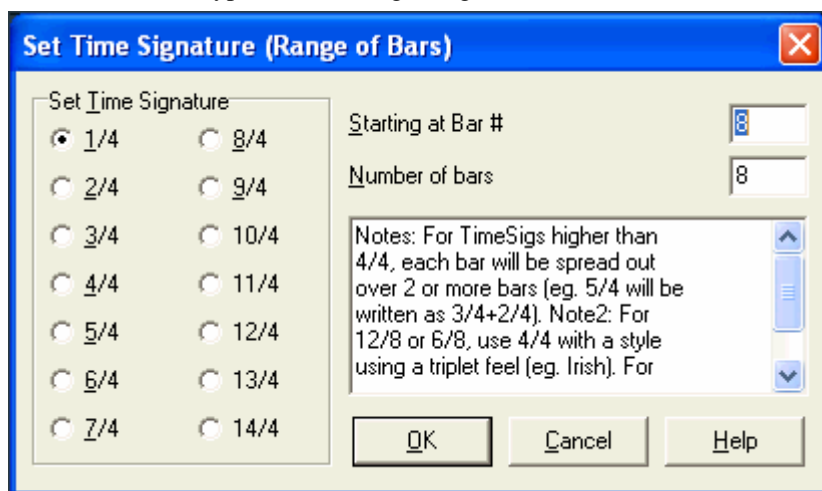 Set Time Signature (Range of Bars)
Set Time Signature
1/4 8/4
2/4 9/4
3/4 10/4
4/4 11/4
5/4 12/4
6/4 13/4
7/4 14/4
Starting at Bar # 8
Number of bars 8
Notes: For TimeSigs higher than
4/4, each bar will be spread out
over 2 or more bars (eg. 5/4 will be
written as 3/4+2/4). Note2: For
12/8 or 6/8, use 4/4 with a style
using a triplet feel (eg. Irish). For
OK Cancel Help